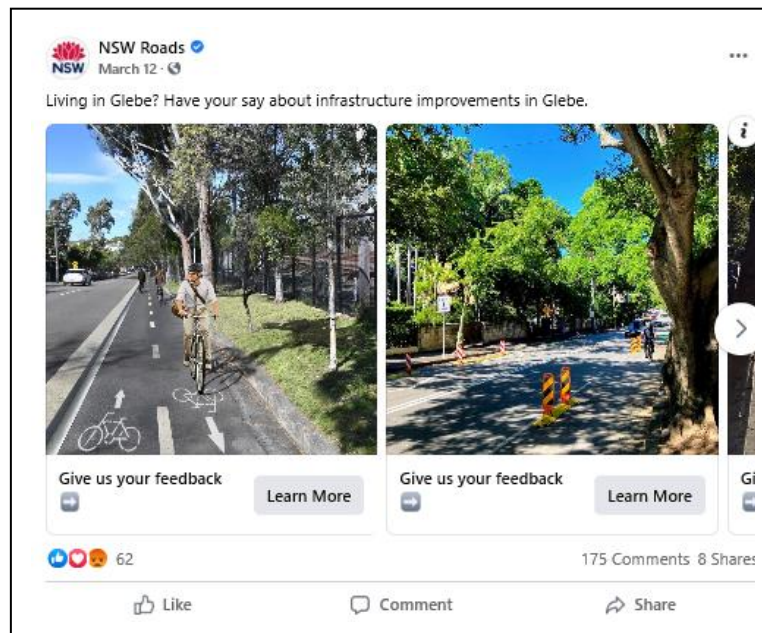 NSW Roads
NSW
March 12 ·
Living in Glebe? Have your say about infrastructure improvements in Glebe.
i
Give us your feedback
Learn More
Give us your feedback
Learn More
Gi
62
175 Comments 8 Shares
Like
Comment
Share